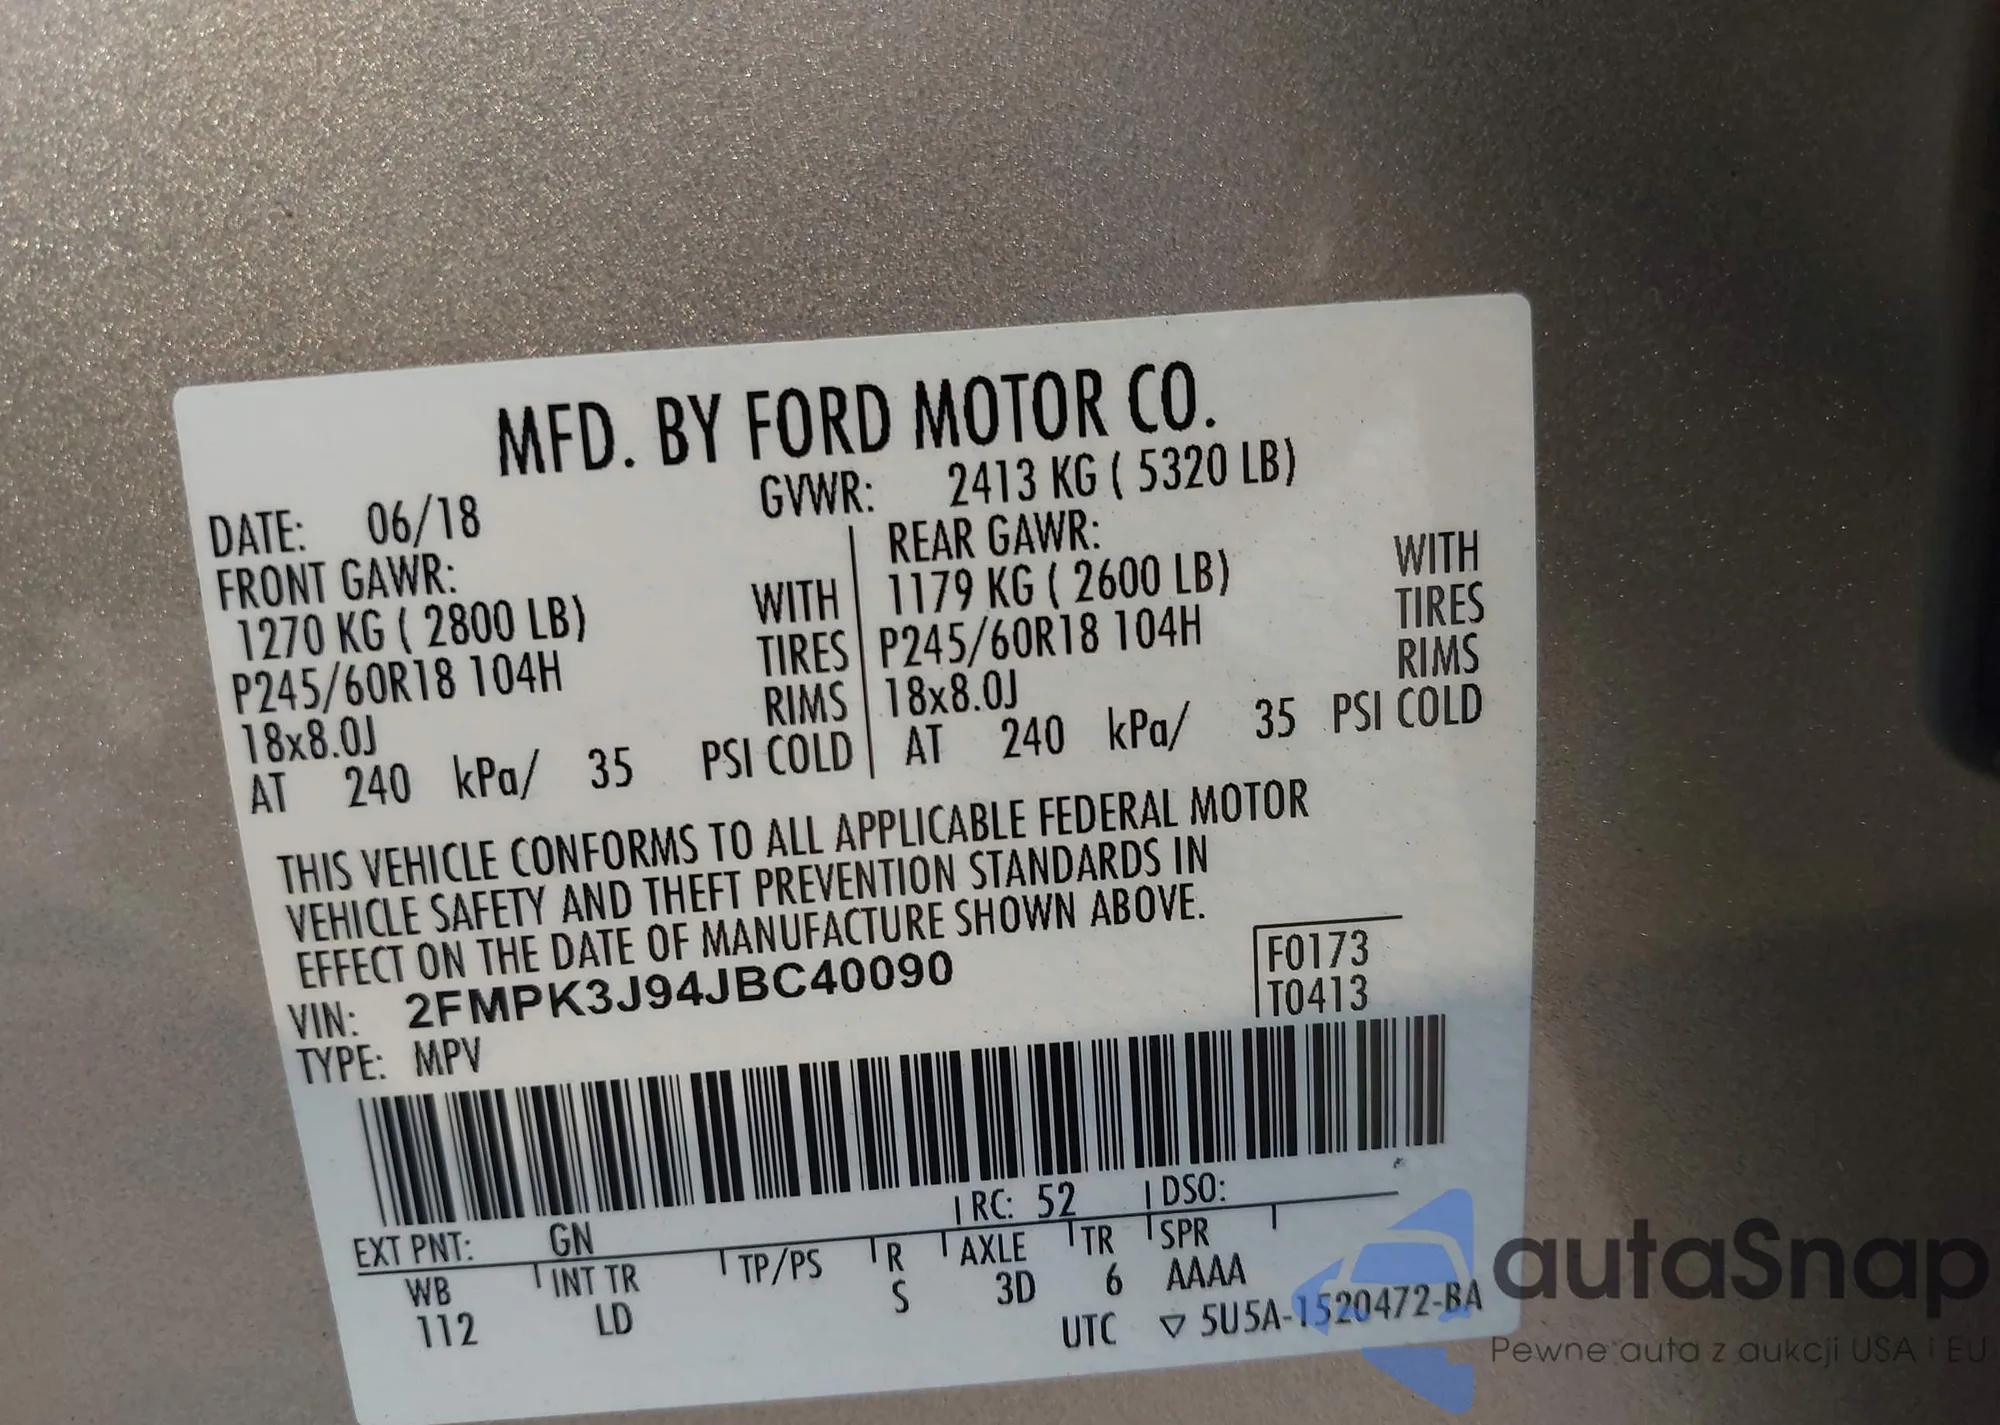 MFD. BY FORD MOTOR CO.
DATE: 06/18 GVWR: 2413 KG ( 5320 LB)
FRONT GAWR: REAR GAWR:
1270 KG ( 2800 LB) WITH 1179 KG ( 2600 LB) WITH
P245/60R18 104H TIRES P245/60R18 104H TIRES
18x8.0J RIMS 18x8.0J RIMS
AT 240 kPa/ 35 PSI COLD AT 240 kPa/ 35 PSI COLD
THIS VEHICLE CONFORMS TO ALL APPLICABLE FEDERAL MOTOR
VEHICLE SAFETY AND THEFT PREVENTION STANDARDS IN
EFFECT ON THE DATE OF MANUFACTURE SHOWN ABOVE.
VIN: 2FMPK3J94JBC40090 F0173
TYPE: MPV T0413
EXT PNT: GN RC: 52 DSO:
WB INT TR TP/PS R AXLE TR SPR
112 LD S 3D 6 AAAA
UTC ▽ 5U5A-1520472-BA
autaSnap
Pewne auta z aukcji USA i EU